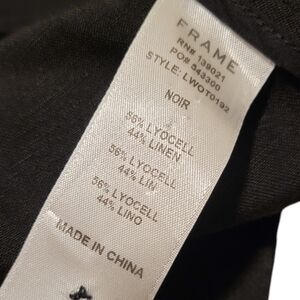 FRAME
RN# 139021
PO# 543300
STYLE: LWOT0192
NOIR
56% LYOCELL
44% LINEN
56% LYOCELL
44% LIN
56% LYOCELL
44% LINO
MADE IN CHINA